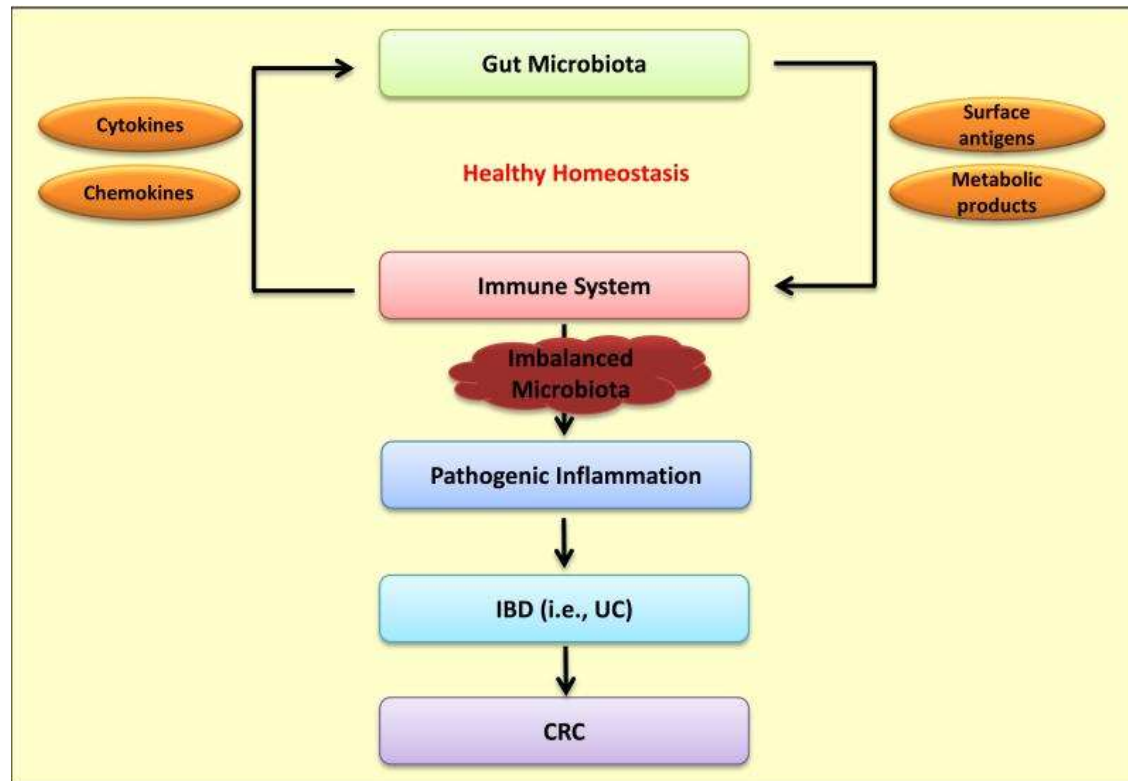 Gut Microbiota
Cytokines
Chemokines
Surface
antigens
Metabolic
products
Healthy Homeostasis
Immune System
Imbalanced
Microbiota
Pathogenic Inflammation
IBD (i.e., UC)
CRC